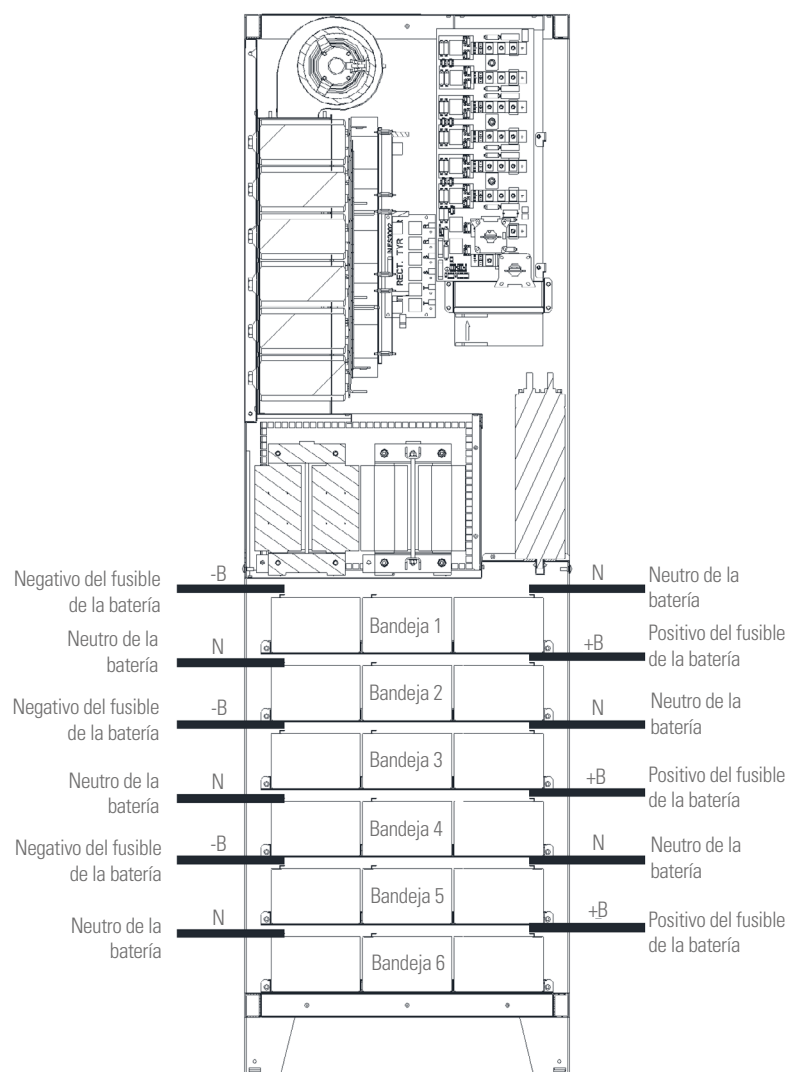 RECT. TYR
Negativo del fusible
de la batería
-B
N
Neutro de la
batería
Bandeja 1
Neutro de la
batería
N
+B
Positivo del fusible
de la batería
Bandeja 2
Negativo del fusible
de la batería
-B
N
Neutro de la
batería
Bandeja 3
Neutro de la
batería
N
+B
Positivo del fusible
de la batería
Bandeja 4
Negativo del fusible
de la batería
-B
N
Neutro de la
batería
Bandeja 5
Neutro de la
batería
N
+B
Positivo del fusible
de la batería
Bandeja 6